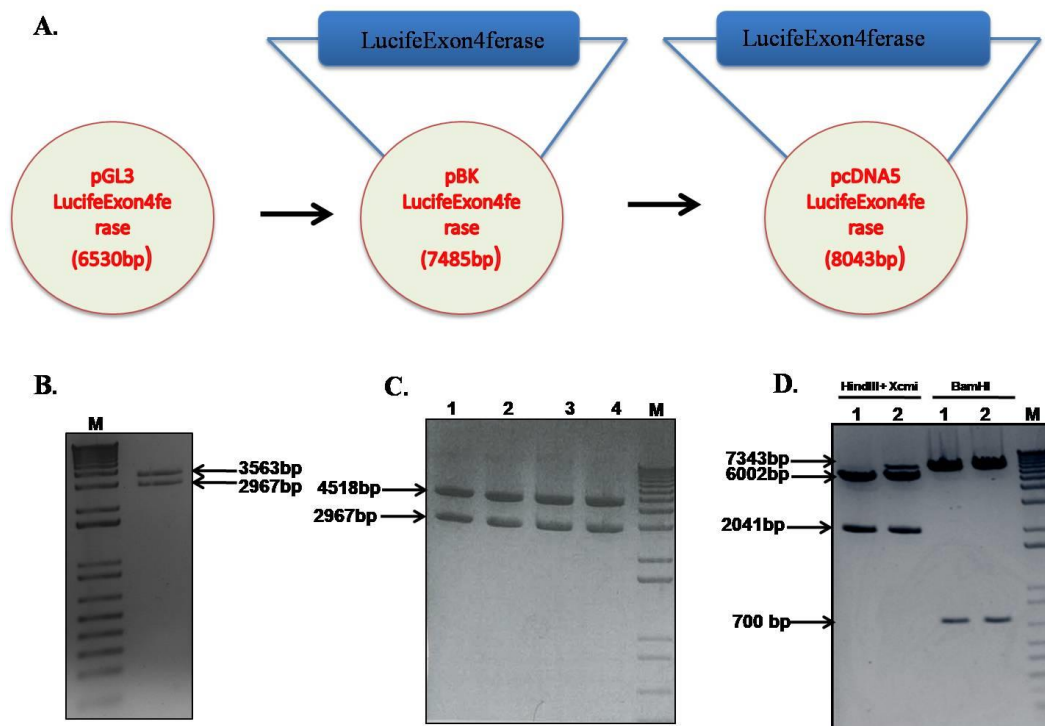 A.
LucifeExon4ferase
LucifeExon4ferase
pGL3
LucifeExon4fe
rase
(6530bp)
pBK
LucifeExon4fe
rase
(7485bp)
pcDNA5
LucifeExon4fe
rase
(8043bp)
B.
M
3563bp
2967bp
C.
1 2 3 4 M
4518bp
2967bp
D.
HindIII+ Xcmi BamHI
1 2 1 2 M
7343bp
6002bp
2041bp
700 bp